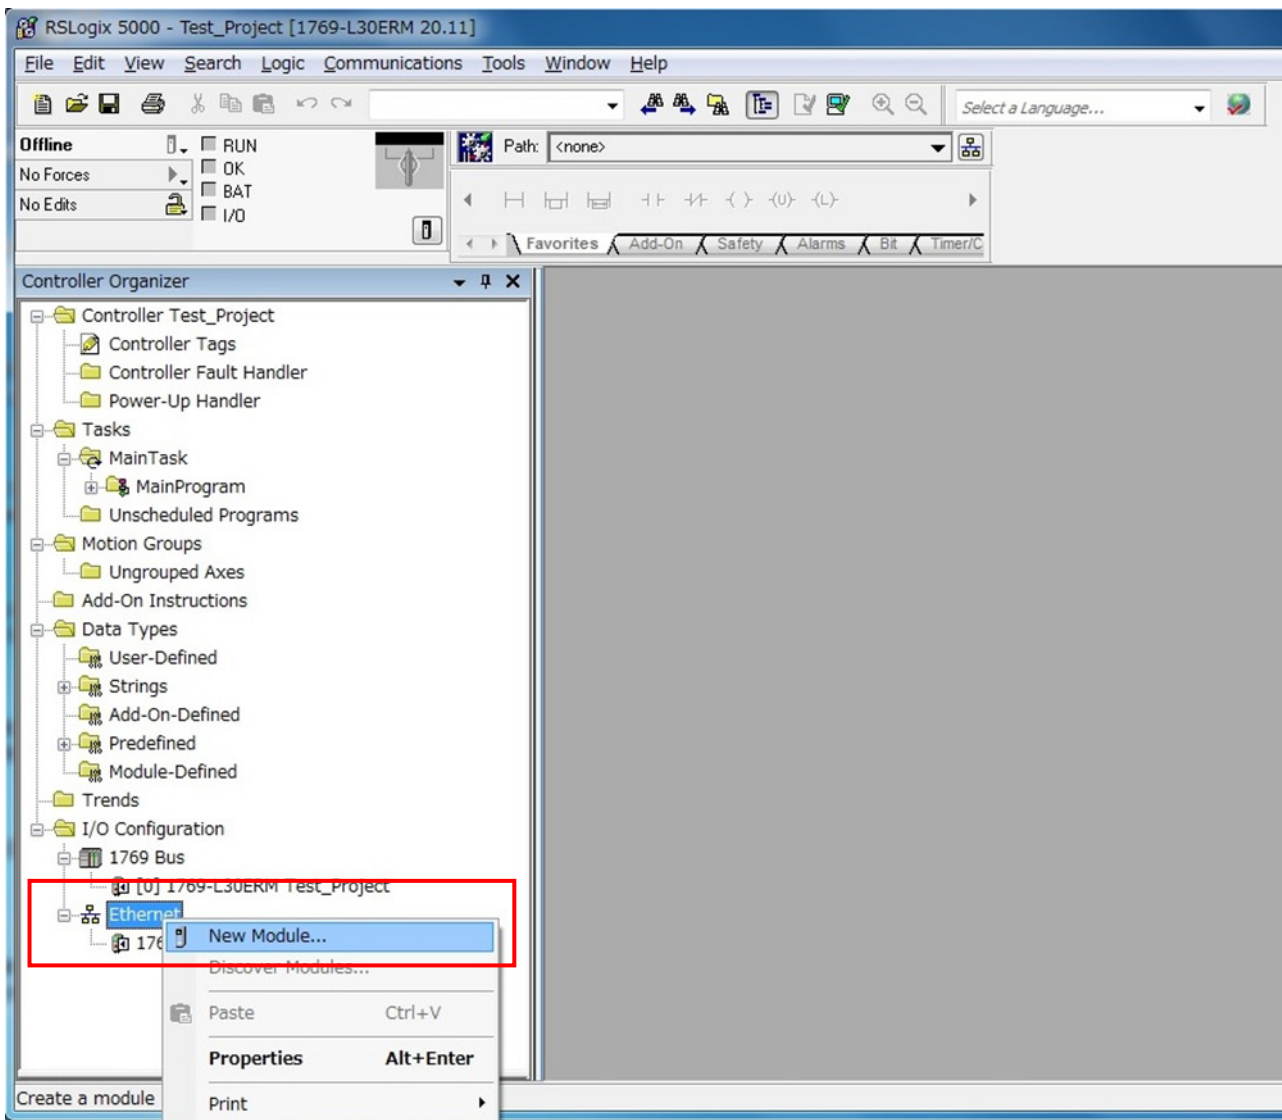 RSLogix 5000 - Test_Project [1769-L30ERM 20.11]
File Edit View Search Logic Communications Tools Window Help
Select a Language...
Offline RUN
No Forces OK
BAT
No Edits I/O
Path: <none>
Favorites Add-On Safety Alarms Bit Timer/C
Controller Organizer
Controller Test_Project
Controller Tags
Controller Fault Handler
Power-Up Handler
Tasks
MainTask
MainProgram
Unscheduled Programs
Motion Groups
Ungrouped Axes
Add-On Instructions
Data Types
User-Defined
Strings
Add-On-Defined
Predefined
Module-Defined
Trends
I/O Configuration
1769 Bus
[0] 1769-L30ERM Test_Project
Ethernet
New Module...
176
Discover Modules...
Paste Ctrl+V
Properties Alt+Enter
Create a module
Print